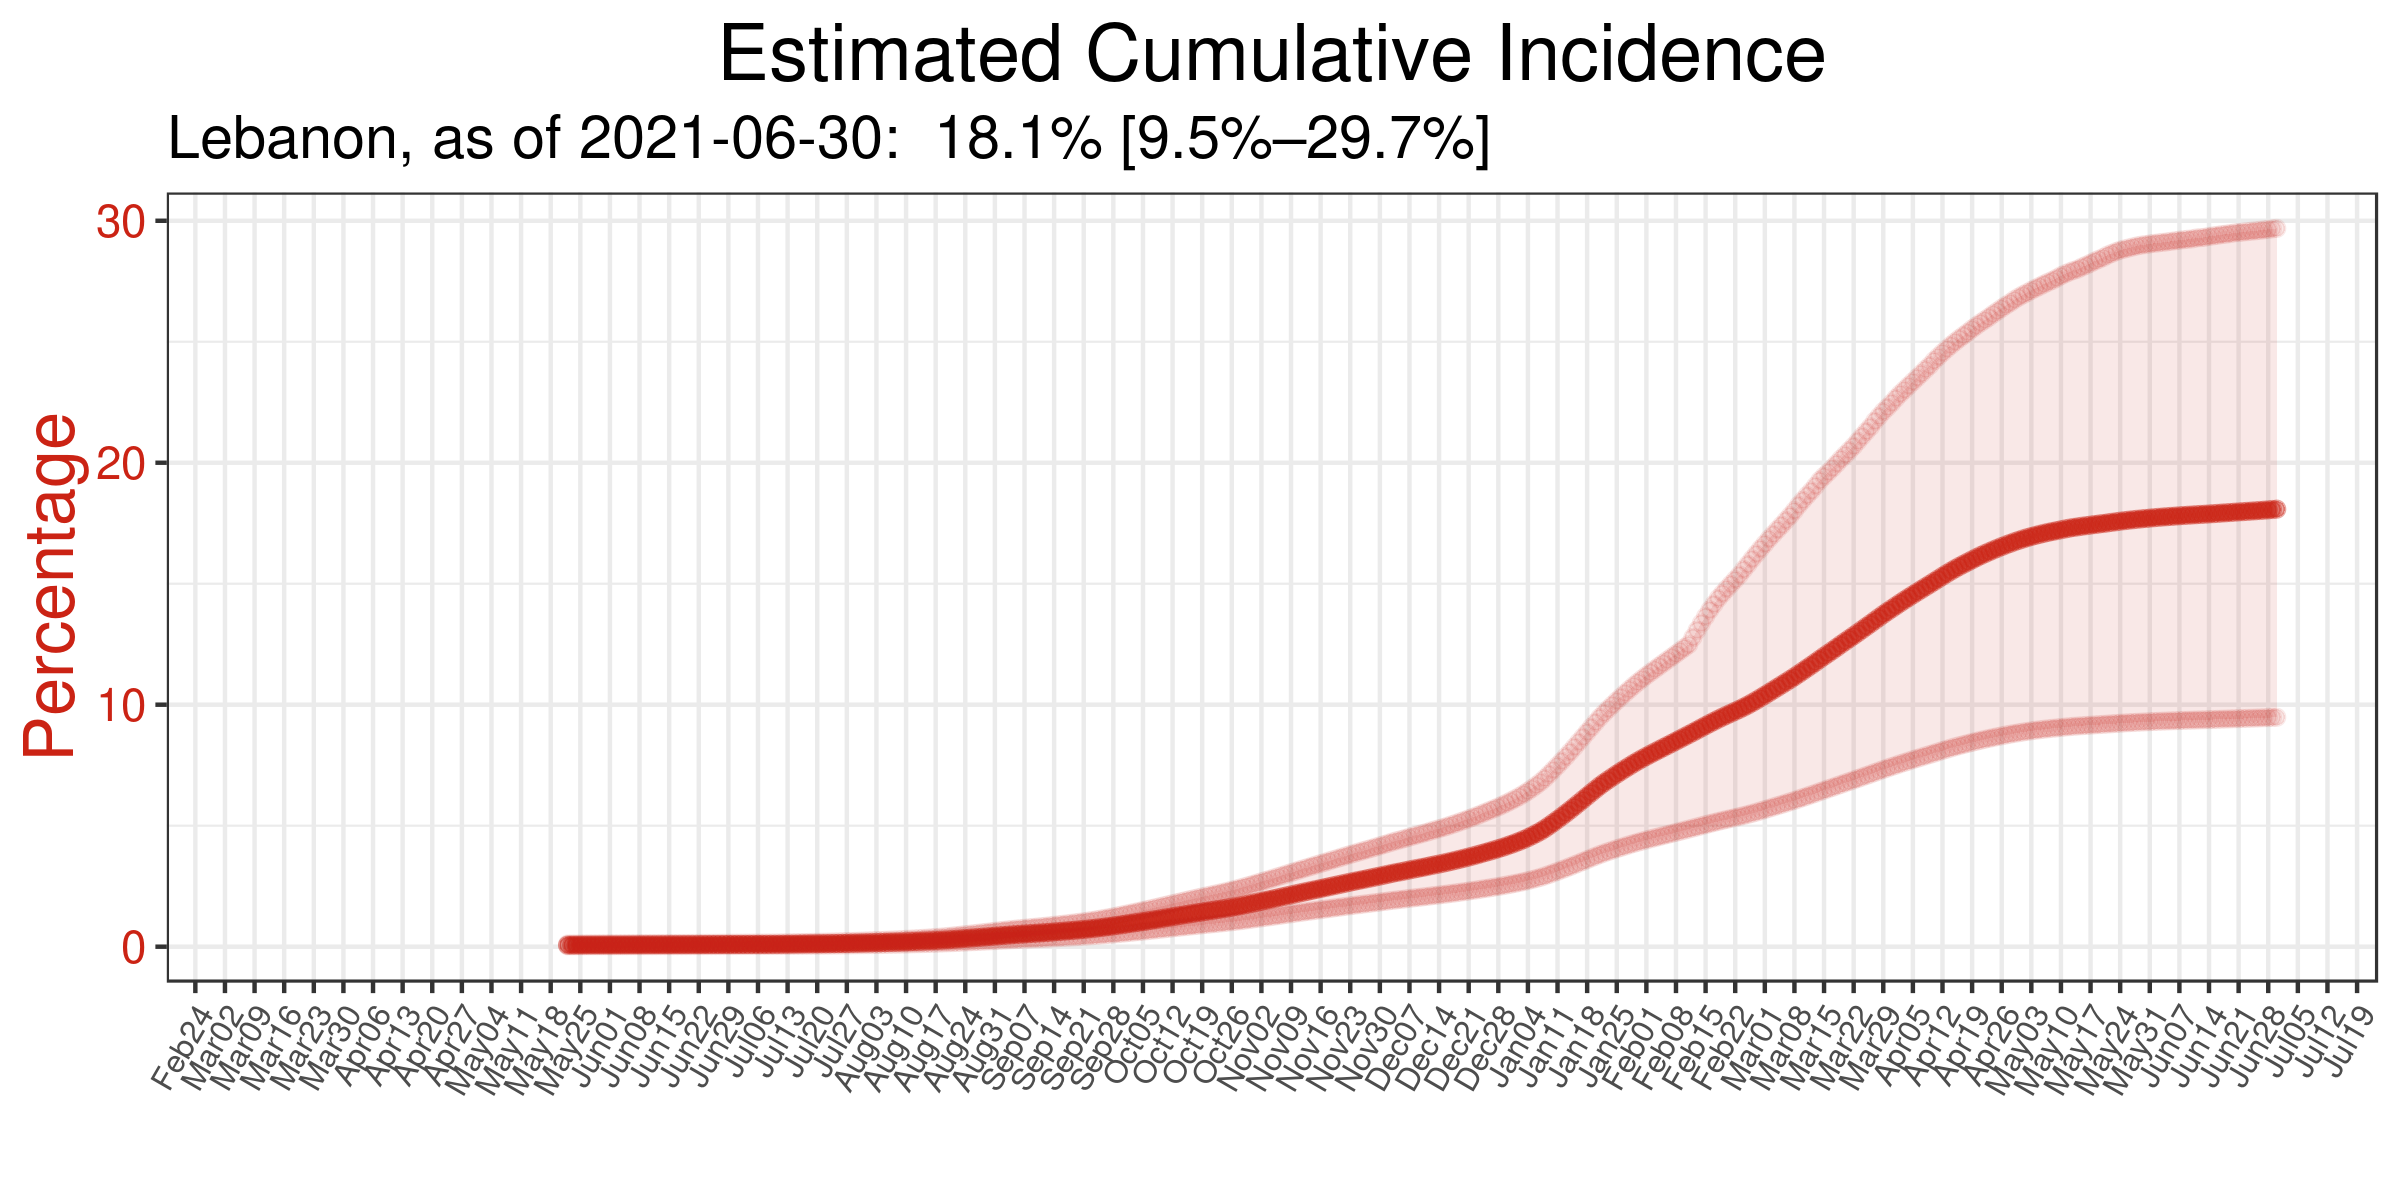 Estimated Cumulative Incidence
Lebanon, as of 2021-06-30:  18.1% [9.5%–29.7%]
Percentage
30
20
10
0
Feb24
Mar02
Mar09
Mar16
Mar23
Mar30
Apr06
Apr13
Apr20
Apr27
May04
May11
May18
May25
Jun01
Jun08
Jun15
Jun22
Jun29
Jul06
Jul13
Jul20
Jul27
Aug03
Aug10
Aug17
Aug24
Aug31
Sep07
Sep14
Sep21
Sep28
Oct05
Oct12
Oct19
Oct26
Nov02
Nov09
Nov16
Nov23
Nov30
Dec07
Dec14
Dec21
Dec28
Jan04
Jan11
Jan18
Jan25
Feb01
Feb08
Feb15
Feb22
Mar01
Mar08
Mar15
Mar22
Mar29
Apr05
Apr12
Apr19
Apr26
May03
May10
May17
May24
May31
Jun07
Jun14
Jun21
Jun28
Jul05
Jul12
Jul19